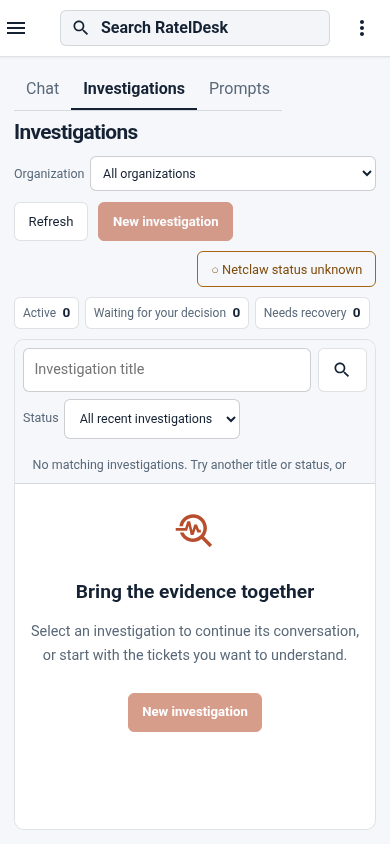 Search RatelDesk
Chat
Investigations
Prompts
Investigations
Organization
All organizations
Refresh
New investigation
○ Netclaw status unknown
Active 0
Waiting for your decision 0
Needs recovery 0
Investigation title
Status
All recent investigations
No matching investigations. Try another title or status, or
Bring the evidence together
Select an investigation to continue its conversation,
or start with the tickets you want to understand.
New investigation